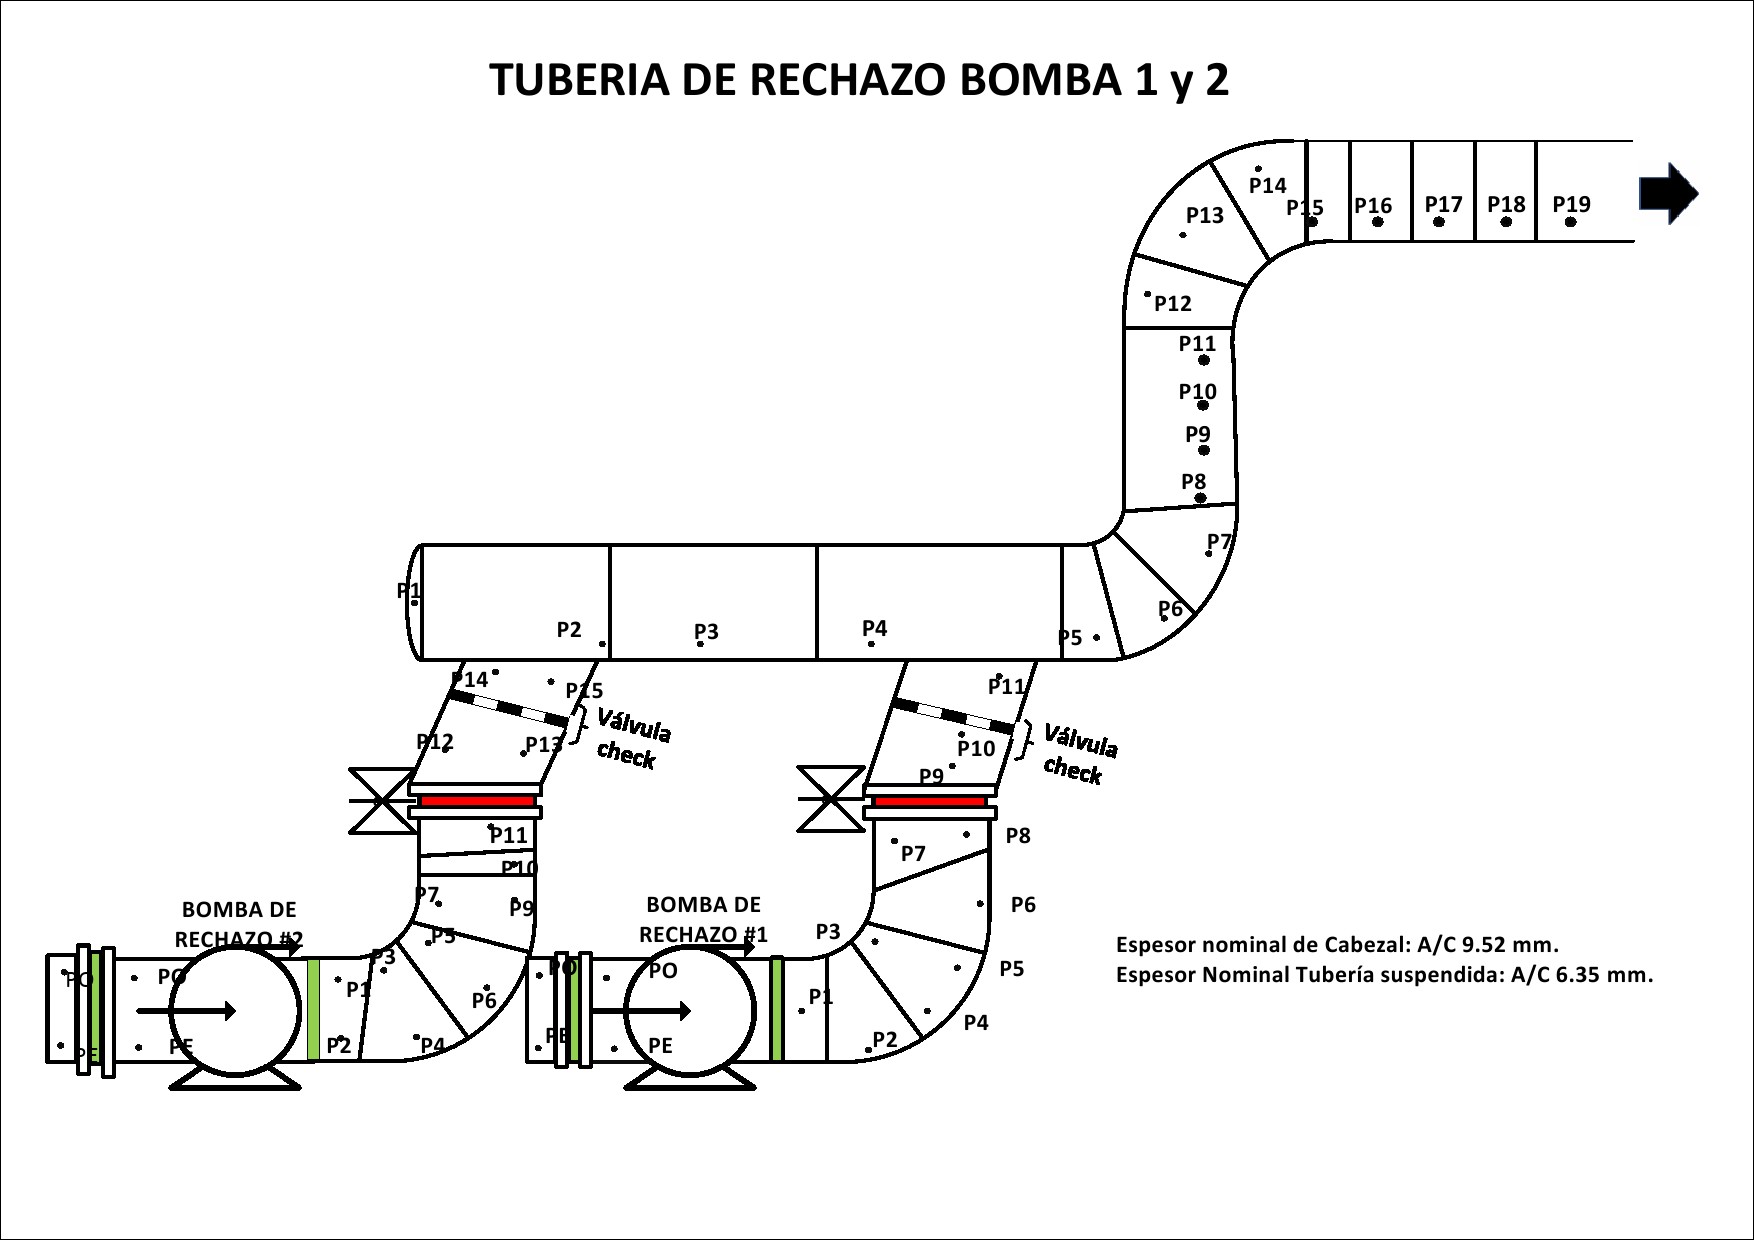 TUBERIA DE RECHAZO BOMBA 1 y 2
P14
P13
P15
P16
P17
P18
P19
P12
P11
P10
P9
P8
P7
P6
P5
P1
P2
P3
P4
P14
P15
Válvula
check
P12
P13
P11
P10
P9
Válvula
check
P11
P10
P7
P9
P5
P3
P6
P1
P2
P4
BOMBA DE
RECHAZO #2
PO
PO
PE
PE
P8
P7
P6
P3
P5
P1
P4
P2
BOMBA DE
RECHAZO #1
PO
PO
PE
PE
Espesor nominal de Cabezal: A/C 9.52 mm.
Espesor Nominal Tubería suspendida: A/C 6.35 mm.